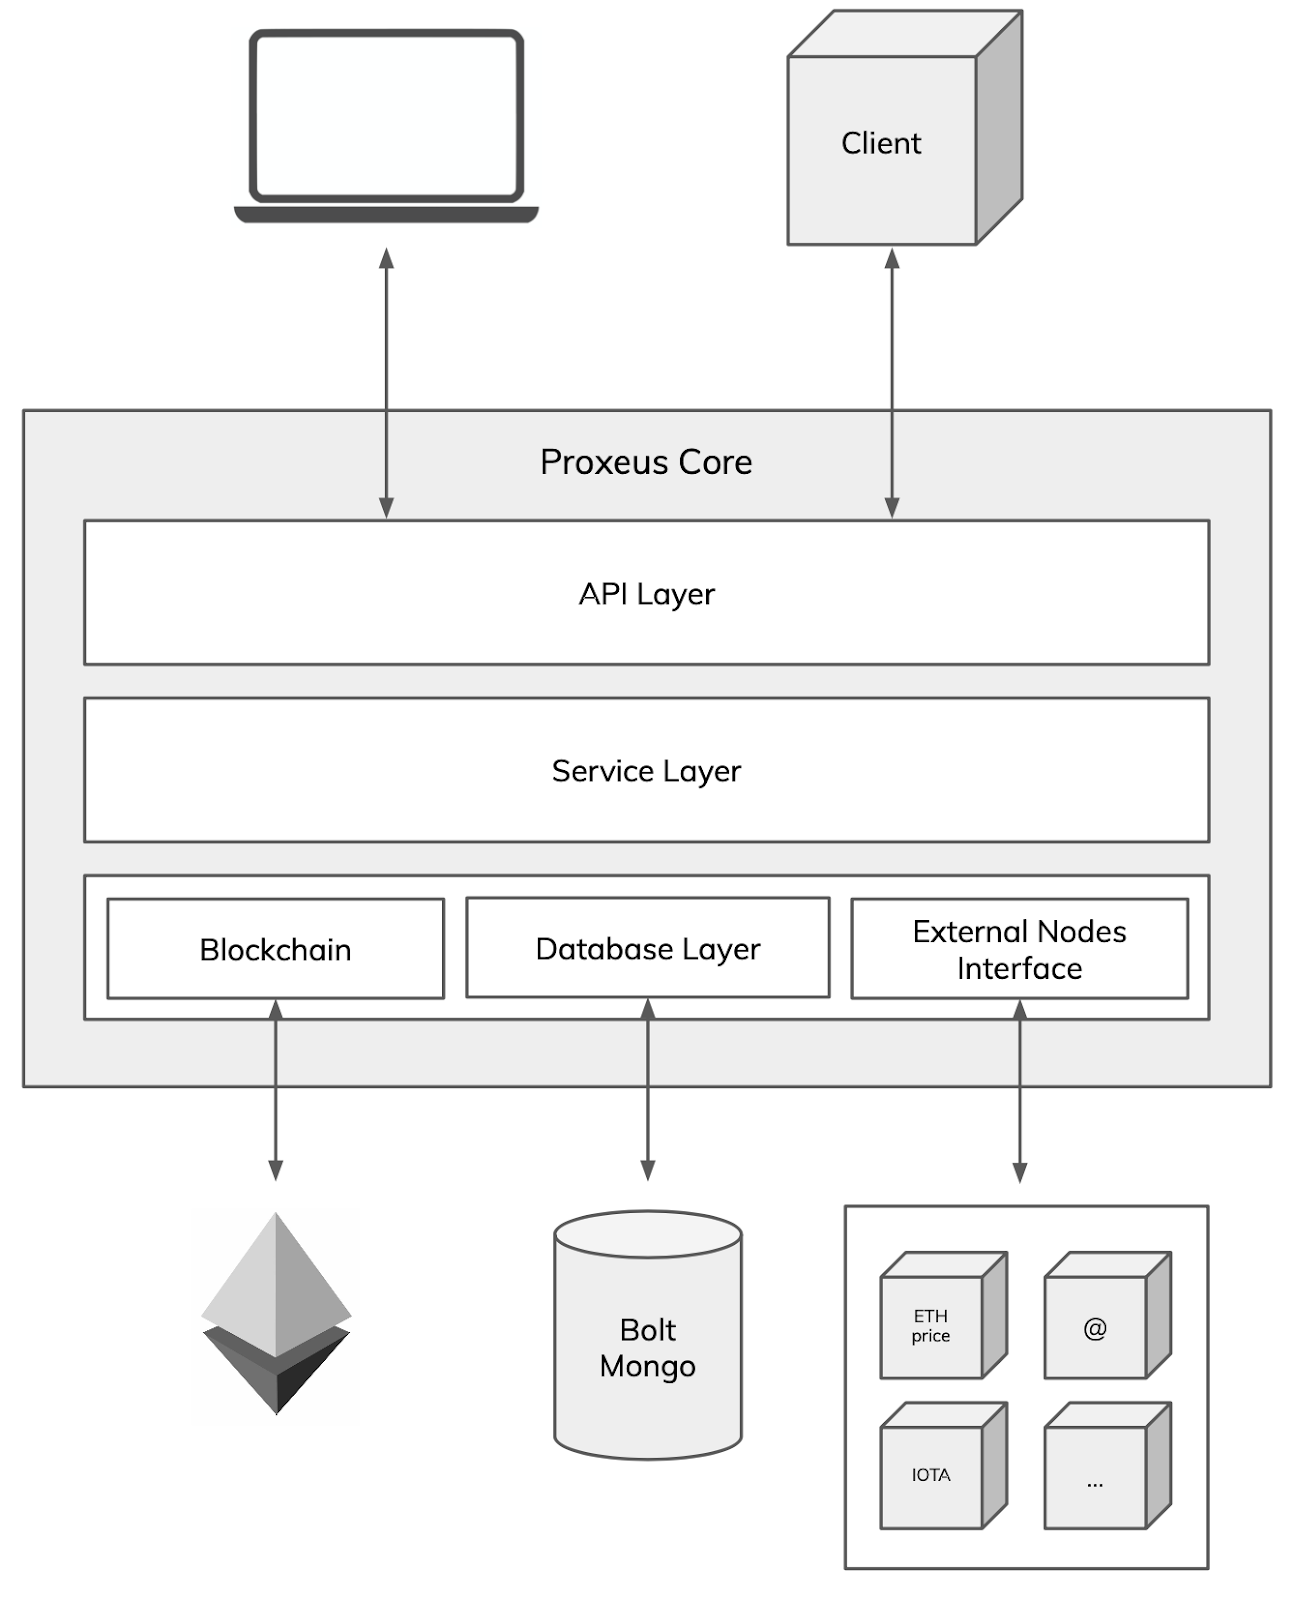 Client
Proxeus Core
API Layer
Service Layer
Blockchain
Database Layer
External Nodes
Interface
Bolt
Mongo
ETH
price
@
IOTA
...